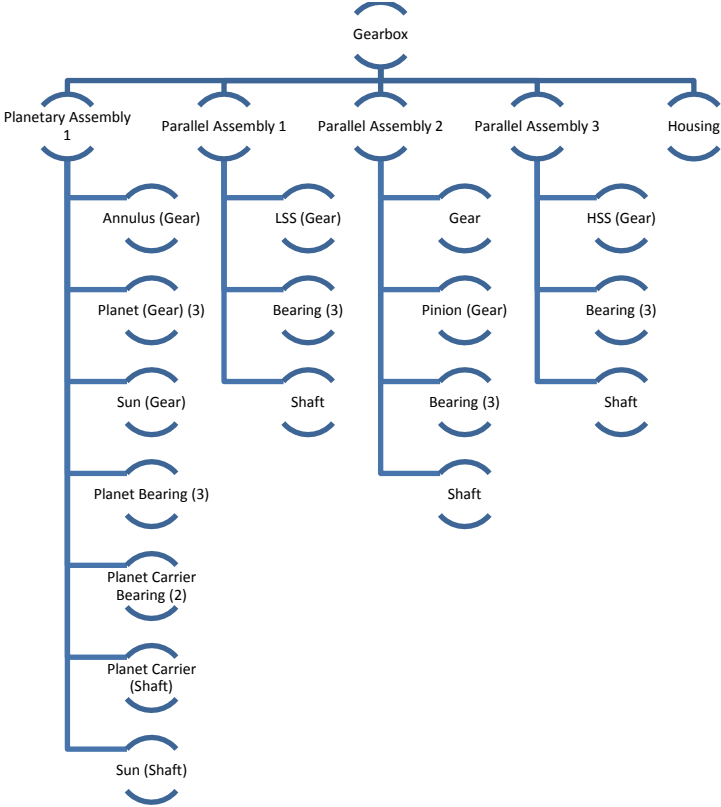 Gearbox
Planetary Assembly
1
Parallel Assembly 1
Parallel Assembly 2
Parallel Assembly 3
Housing
Annulus (Gear)
Planet (Gear) (3)
Sun (Gear)
Planet Bearing (3)
Planet Carrier
Bearing (2)
Planet Carrier
(Shaft)
Sun (Shaft)
LSS (Gear)
Bearing (3)
Shaft
Gear
Pinion (Gear)
Bearing (3)
Shaft
HSS (Gear)
Bearing (3)
Shaft